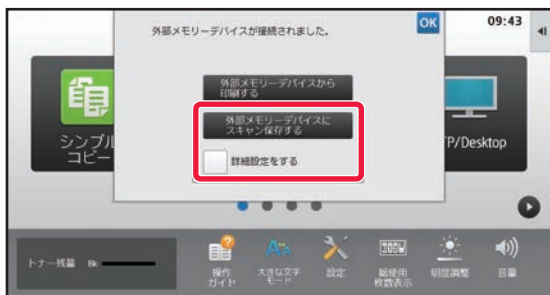 外部メモリーデバイスが接続されました。
OK
09:43
外部メモリーデバイスから
印刷する
外部メモリーデバイスに
スキャン保存する
詳細設定をする
シンプル
コピー
TP/Desktop
トナー残量 Bk
操作
ガイド
大きな文字
モード
設定
総使用
枚数表示
明度調整
音量